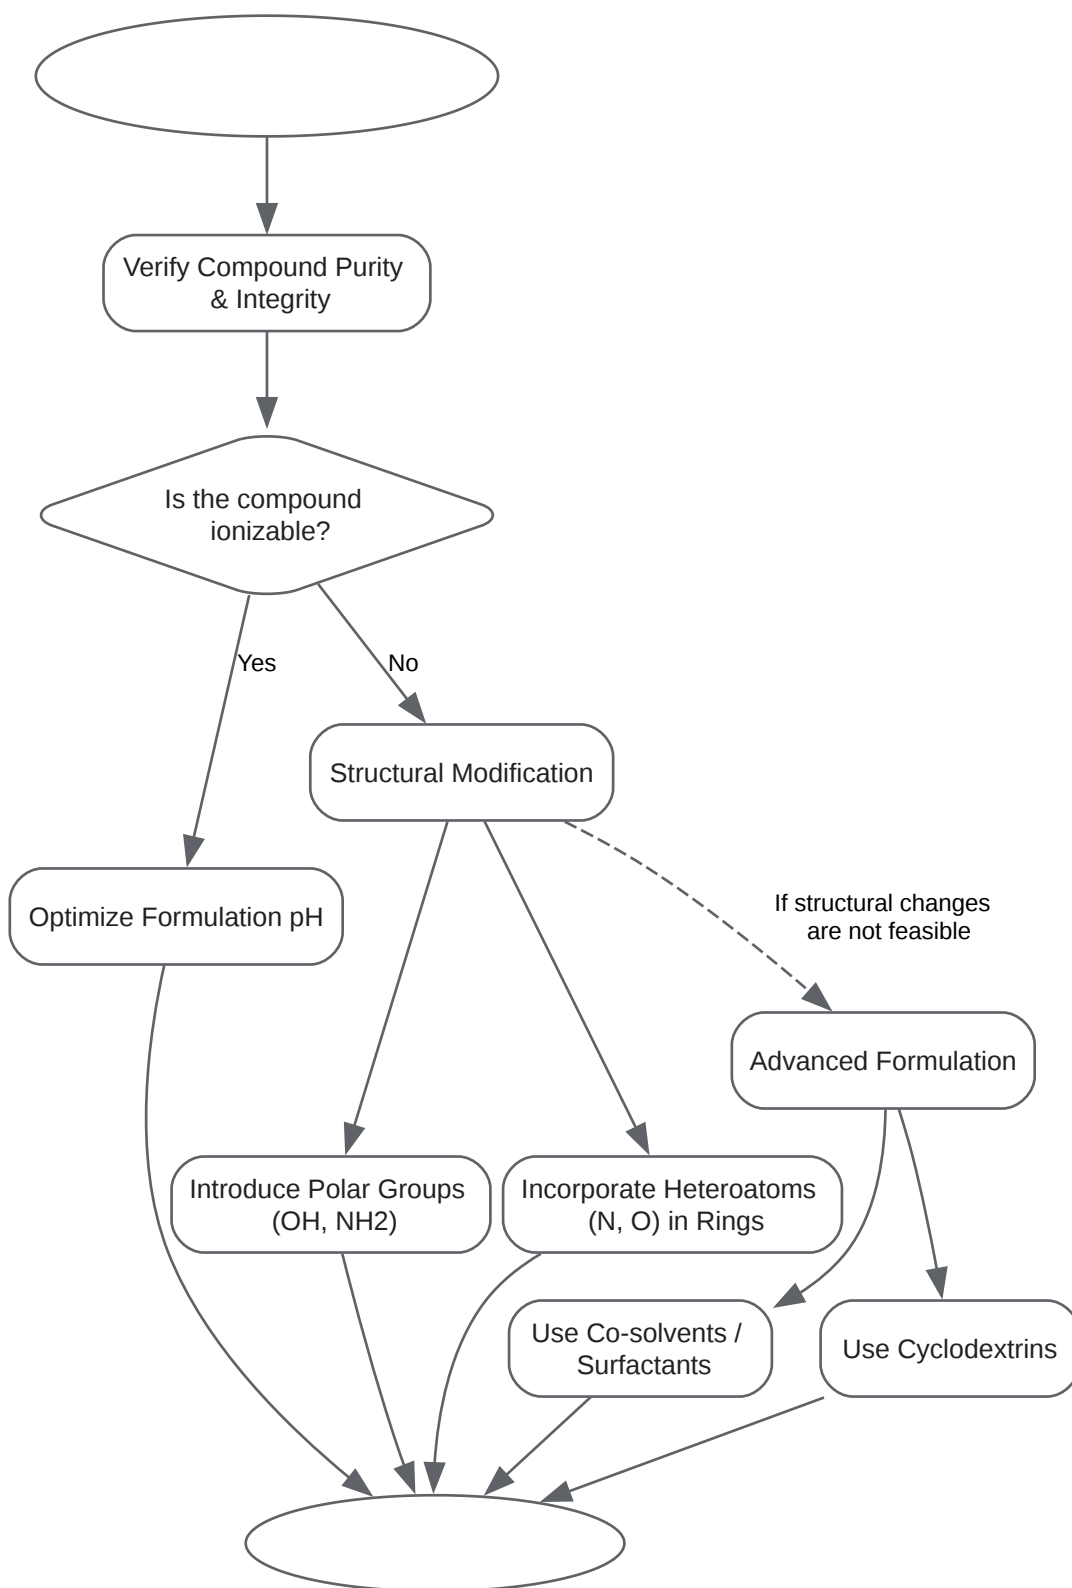 Verify Compound Purity
& Integrity
Is the compound
ionizable?
Yes
No
Structural Modification
Optimize Formulation pH
If structural changes
are not feasible
Advanced Formulation
Introduce Polar Groups
(OH, NH2)
Incorporate Heteroatoms
(N, O) in Rings
Use Co-solvents /
Surfactants
Use Cyclodextrins